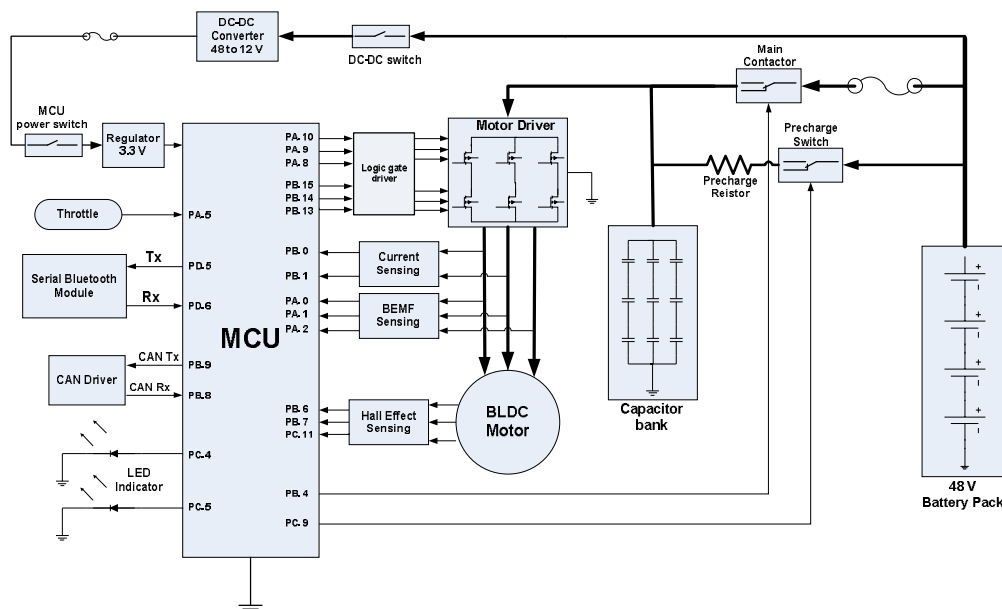 DC-DC
Converter
48 to 12 V
DC-DC switch
Main
Contactor
MCU
power switch
Regulator
3.3 V
Precharge
Switch
Precharge
Reistor
Motor Driver
Logic gate
driver
PA.10
PA.9
PA.8
PB.15
PB.14
PB.13
Throttle
PA.5
Serial Bluetooth
Module
Tx
Rx
PD.5
PD.6
MCU
PB.0
PB.1
Current
Sensing
PA.0
PA.1
PA.2
BEMF
Sensing
CAN Driver
CAN Tx
CAN Rx
PB.9
PB.8
PB.6
PB.7
PC.11
Hall Effect
Sensing
BLDC
Motor
Capacitor
bank
LED
Indicator
PC.4
PC.5
PB.4
PC.9
+
-
+
-
+
-
+
-
48 V
Battery Pack